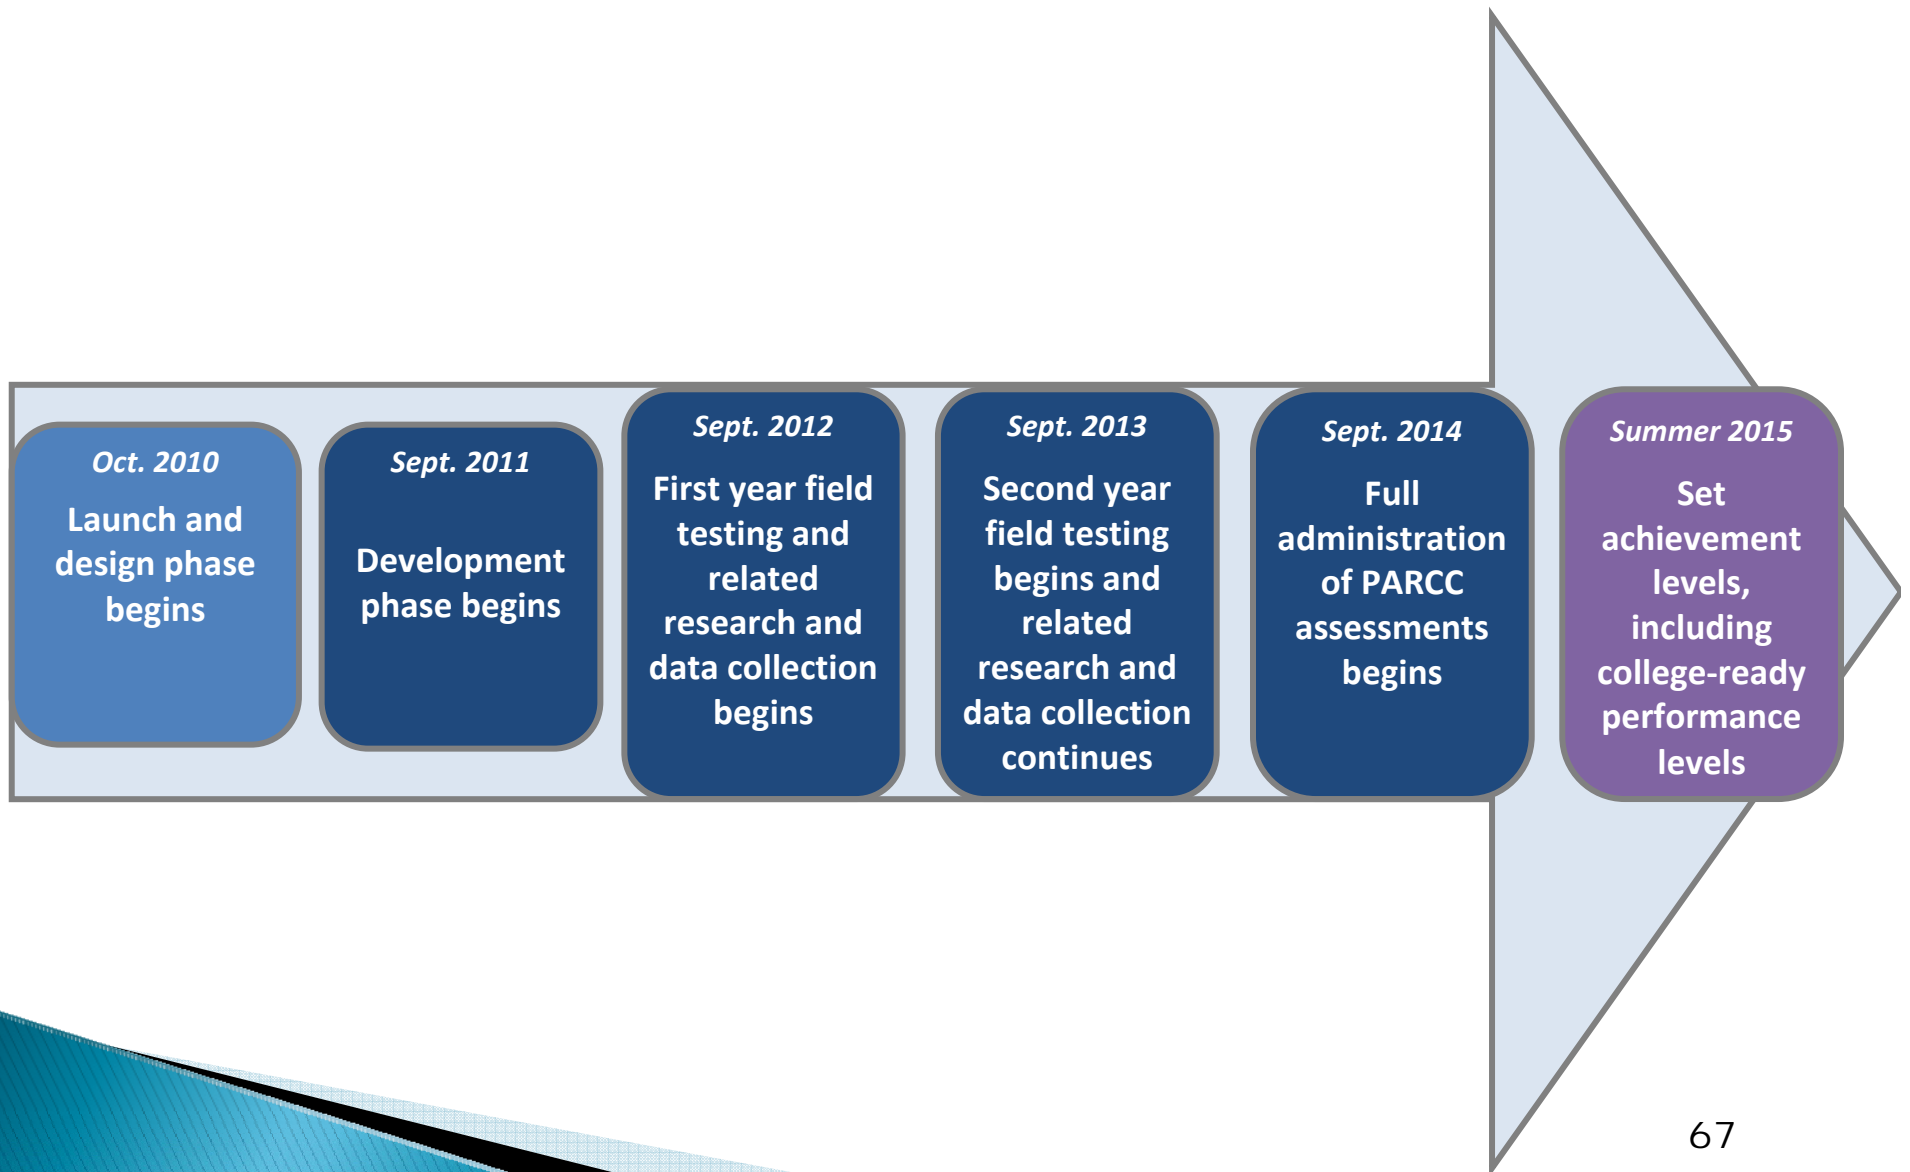 Oct. 2010
Launch and
design phase
begins
Sept. 2011
Development
phase begins
Sept. 2012
First year field
testing and
related
research and
data collection
begins
Sept. 2013
Second year
field testing
begins and
related
research and
data collection
continues
Sept. 2014
Full
administration
of PARCC
assessments
begins
Summer 2015
Set
achievement
levels,
including
college-ready
performance
levels
67